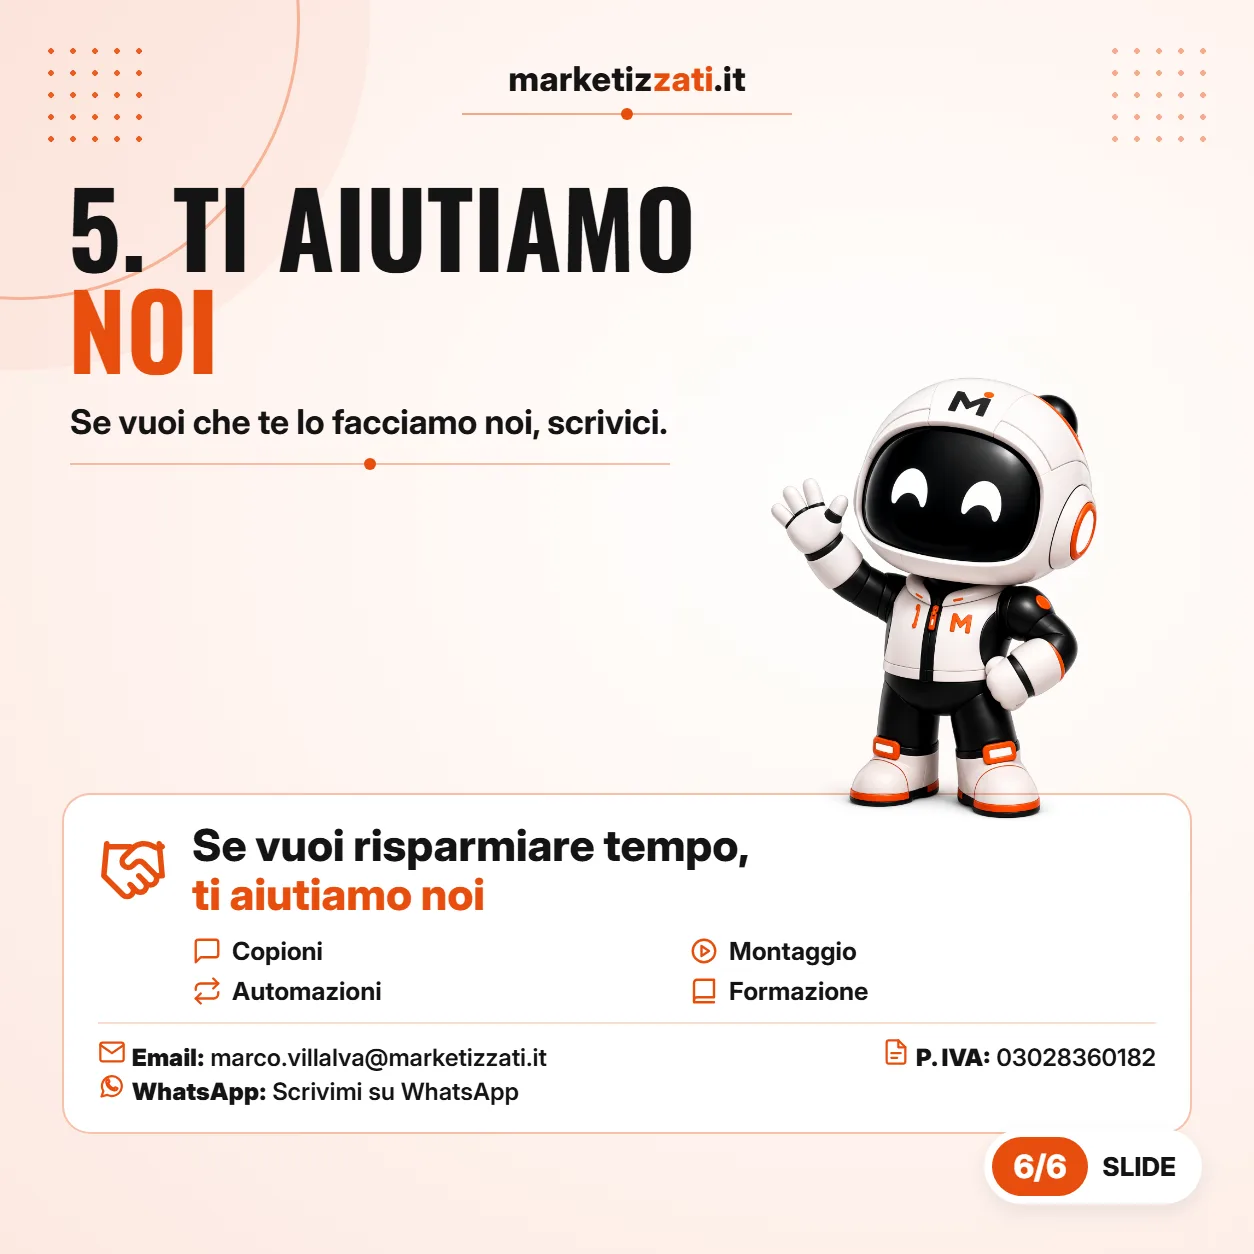 marketizzati.it
5. TI AIUTIAMO
NOI
Se vuoi che te lo facciamo noi, scrivici.
M
M
Se vuoi risparmiare tempo,
ti aiutiamo noi
Copioni
Montaggio
Automazioni
Formazione
Email: marco.villalva@marketizzati.it
P.IVA: 03028360182
WhatsApp: Scrivimi su WhatsApp
6/6 SLIDE